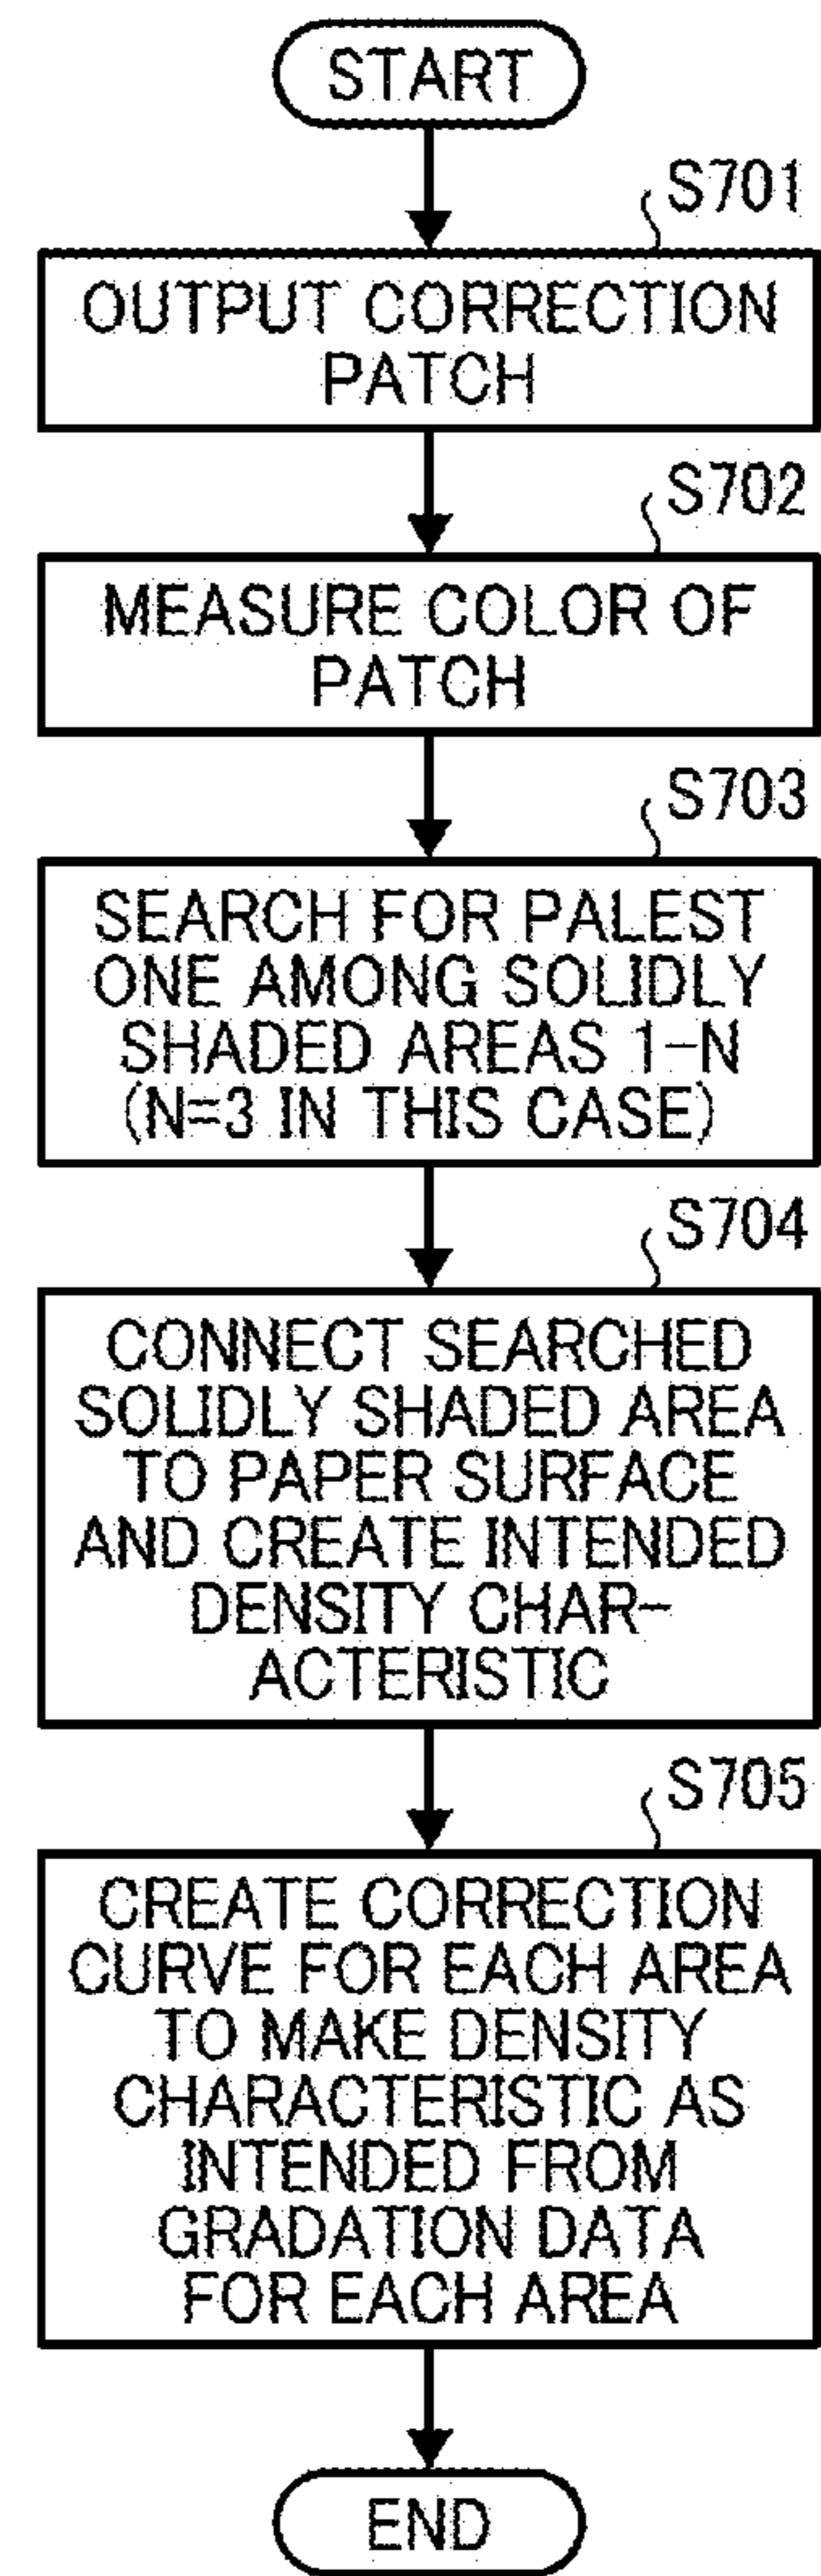 START
S701
OUTPUT CORRECTION
PATCH
S702
MEASURE COLOR OF
PATCH
S703
SEARCH FOR PALEST
ONE AMONG SOLIDLY
SHADED AREAS 1-N
(N=3 IN THIS CASE)
S704
CONNECT SEARCHED
SOLIDLY SHADED AREA
TO PAPER SURFACE
AND CREATE INTENDED
DENSITY CHAR-
ACTERISTIC
S705
CREATE CORRECTION
CURVE FOR EACH AREA
TO MAKE DENSITY
CHARACTERISTIC AS
INTENDED FROM
GRADATION DATA
FOR EACH AREA
END